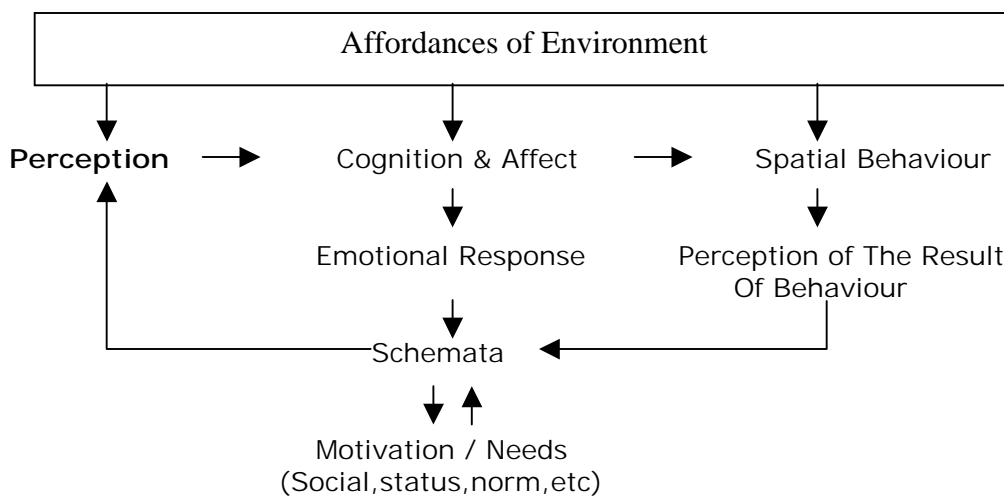 Affordances of Environment
Perception
Cognition & Affect
Spatial Behaviour
Emotional Response
Perception of The Result
Of Behaviour
Schemata
Motivation / Needs
(Social,status,norm,etc)